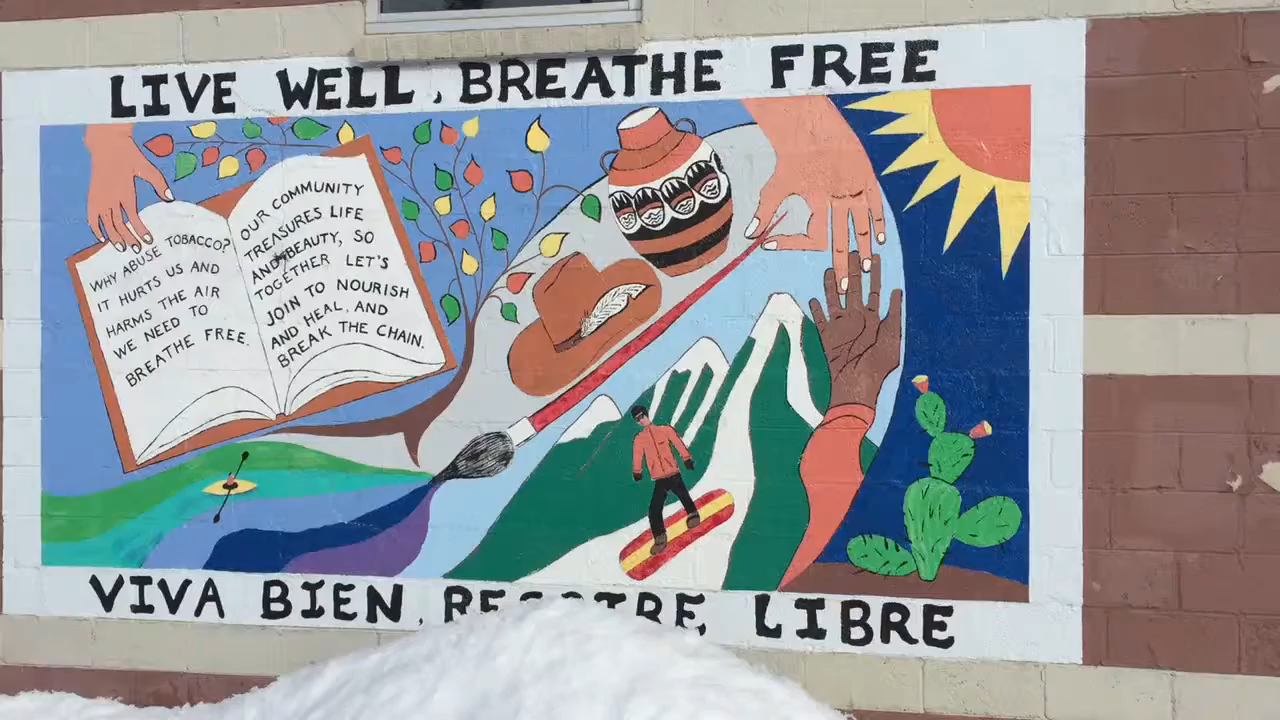 LIVE WELL, BREATHE FREE
WHY ABUSE TOBACCO?
IT HURTS US AND
HARMS THE AIR
WE NEED TO
BREATHE FREE.
OUR COMMUNITY
TREASURES LIFE
AND BEAUTY, SO
TOGETHER LET'S
JOIN TO NOURISH
AND HEAL, AND
BREAK THE CHAIN.
VIVA BIEN, RESPIRE, LIBRE